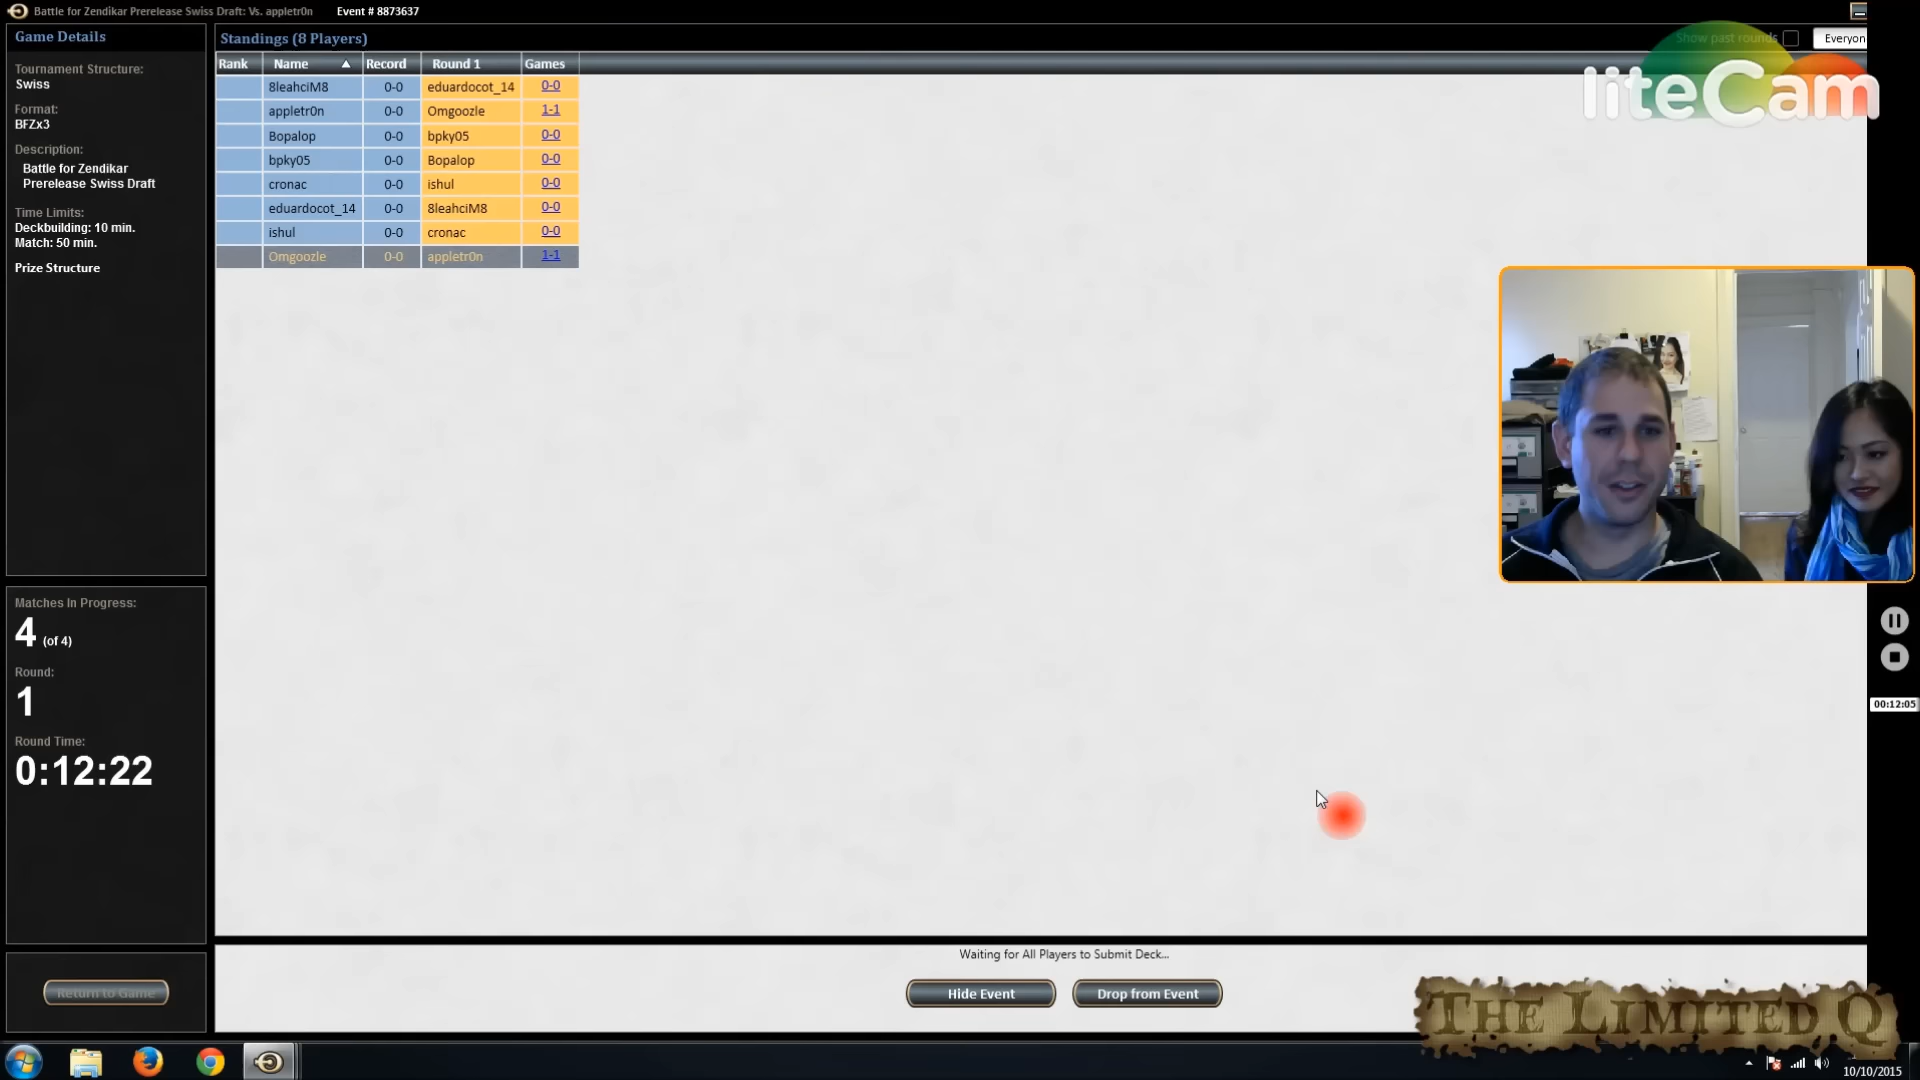 Battle for Zendikar Prerelease Swiss Draft: Vs. appletr0n Event # 8873637
Game Details
Tournament Structure:
Swiss
Format:
BFZx3
Description:
Battle for Zendikar
Prerelease Swiss Draft
Time Limits:
Deckbuilding: 10 min.
Match: 50 min.
Prize Structure
Matches In Progress:
4 (of 4)
Round:
1
Round Time:
0:12:22
Return to Game
Standings (8 Players)
Show past rounds
Everyon
Rank Name Record Round 1 Games
8leahciM8 0-0 eduardocot_14 0-0
appletr0n 0-0 Omgoozle 1-1
Bopalop 0-0 bpky05 0-0
bpky05 0-0 Bopalop 0-0
cronac 0-0 ishul 0-0
eduardocot_14 0-0 8leahciM8 0-0
ishul 0-0 cronac 0-0
Omgoozle 0-0 appletr0n 1-1
liteCam
00:12:05
Waiting for All Players to Submit Deck...
Hide Event
Drop from Event
THE LIMITED Q
10/10/2015